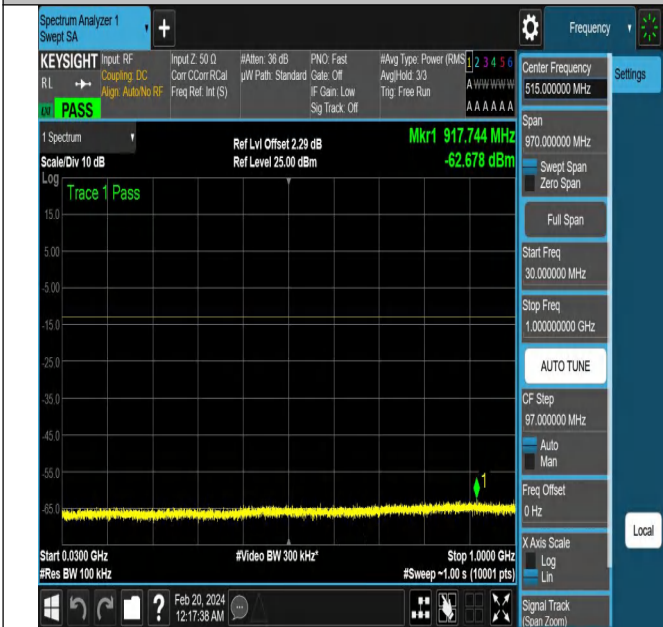 Spectrum Analyzer 1
Swept SA
+
Frequency
KEYSIGHT
RL
PASS
Input: RF
Coupling: DC
Align: Auto/No RF
Input Z: 50 Ω
Corr CCorr RCal
Freq Ref: Int (S)
#Atten: 36 dB
µW Path: Standard
PNO: Fast
Gate: Off
IF Gain: Low
Sig Track: Off
#Avg Type: Power (RMS
Avg|Hold: 3/3
Trig: Free Run
1 2 3 4 5 6
A W W W W W
A A A A A A
1 Spectrum
Scale/Div 10 dB
Log
Ref Lvl Offset 2.29 dB
Ref Level 25.00 dBm
Mkr1 917.744 MHz
-62.678 dBm
Trace 1 Pass
15.0
5.00
-5.00
-15.0
-25.0
-35.0
-45.0
-55.0
-65.0
1
Start 0.0300 GHz
#Res BW 100 kHz
#Video BW 300 kHz*
Stop 1.0000 GHz
#Sweep ~1.00 s (10001 pts)
?
Feb 20, 2024
12:17:38 AM
Center Frequency
515.000000 MHz
Settings
Span
970.000000 MHz
Swept Span
Zero Span
Full Span
Start Freq
30.000000 MHz
Stop Freq
1.000000000 GHz
AUTO TUNE
CF Step
97.000000 MHz
Auto
Man
Freq Offset
0 Hz
X Axis Scale
Log
Lin
Local
Signal Track
(Span Zoom)